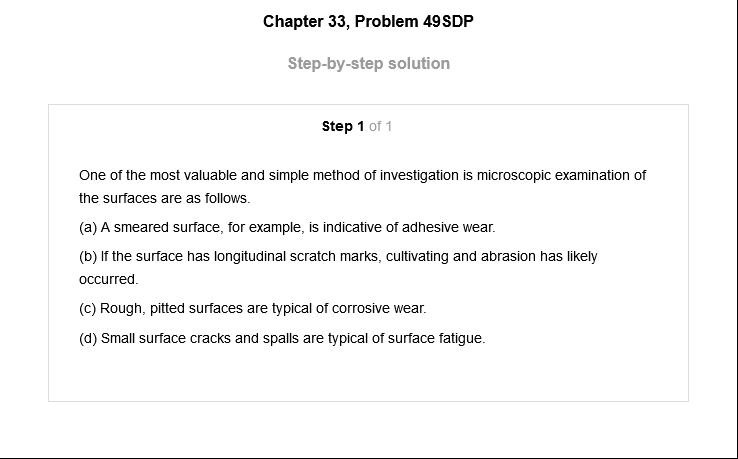 Chapter 33, Problem 49SDP
Step-by-step solution
Step 1 of 1
One of the most valuable and simple method of investigation is microscopic examination of
the surfaces are as follows.
(a) A smeared surface, for example, is indicative of adhesive wear.
(b) If the surface has longitudinal scratch marks, cultivating and abrasion has likely
occurred.
(c) Rough, pitted surfaces are typical of corrosive wear.
(d) Small surface cracks and spalls are typical of surface fatigue.